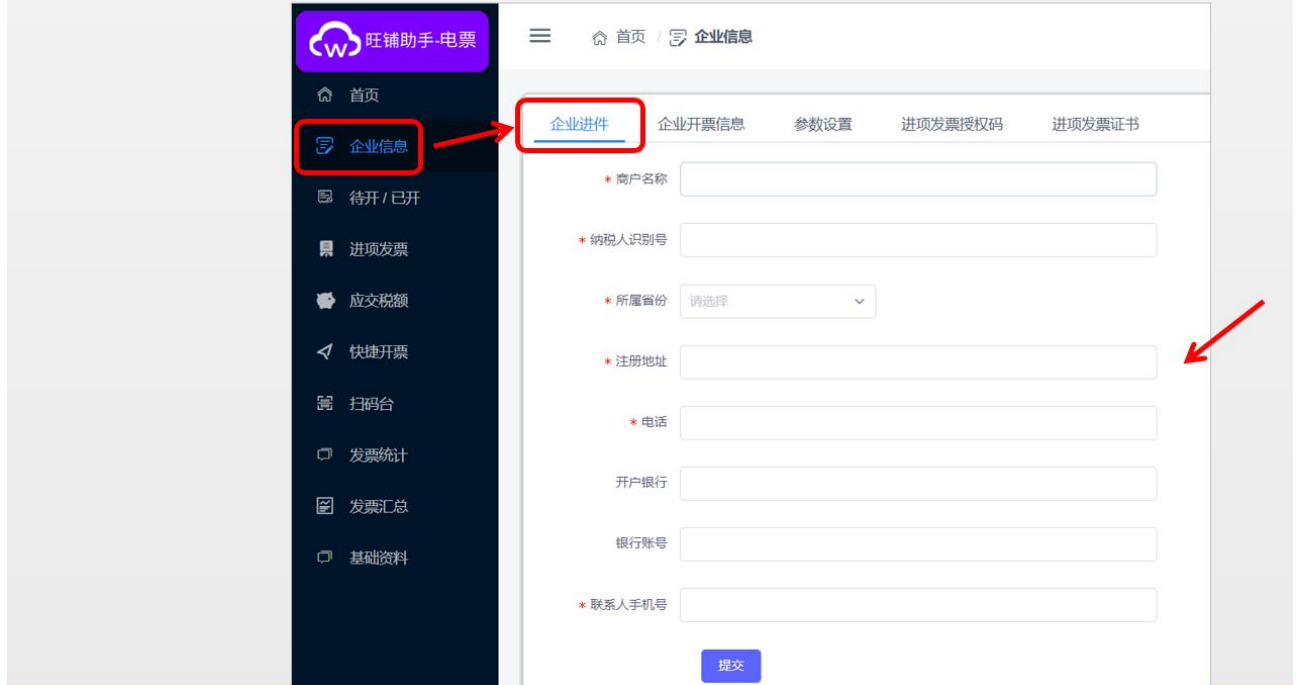 旺铺助手-电票
首页 / 企业信息
首页
企业信息
待开 / 已开
进项发票
应交税额
快捷开票
扫码台
发票统计
发票汇总
基础资料
企业进件 企业开票信息 参数设置 进项发票授权码 进项发票证书
* 商户名称
* 纳税人识别号
* 所属省份 请选择
* 注册地址
* 电话
开户银行
银行账号
* 联系人手机号
提交